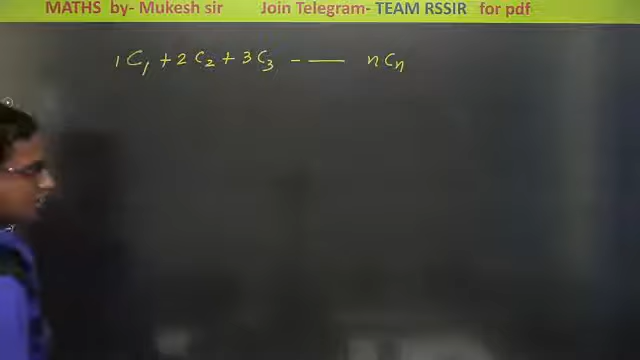 MATHS by- Mukesh sir Join Telegram- TEAM RSSIR for pdf
1C₁ + 2C₂ + 3C₃ - — nCₙ